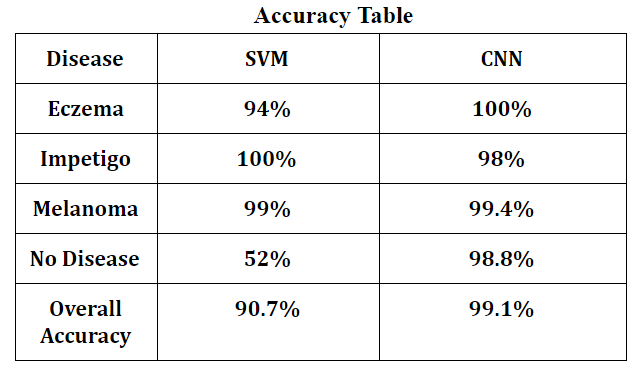 Accuracy Table
Disease SVM CNN
Eczema 94% 100%
Impetigo 100% 98%
Melanoma 99% 99.4%
No Disease 52% 98.8%
Overall 90.7% 99.1%
Accuracy